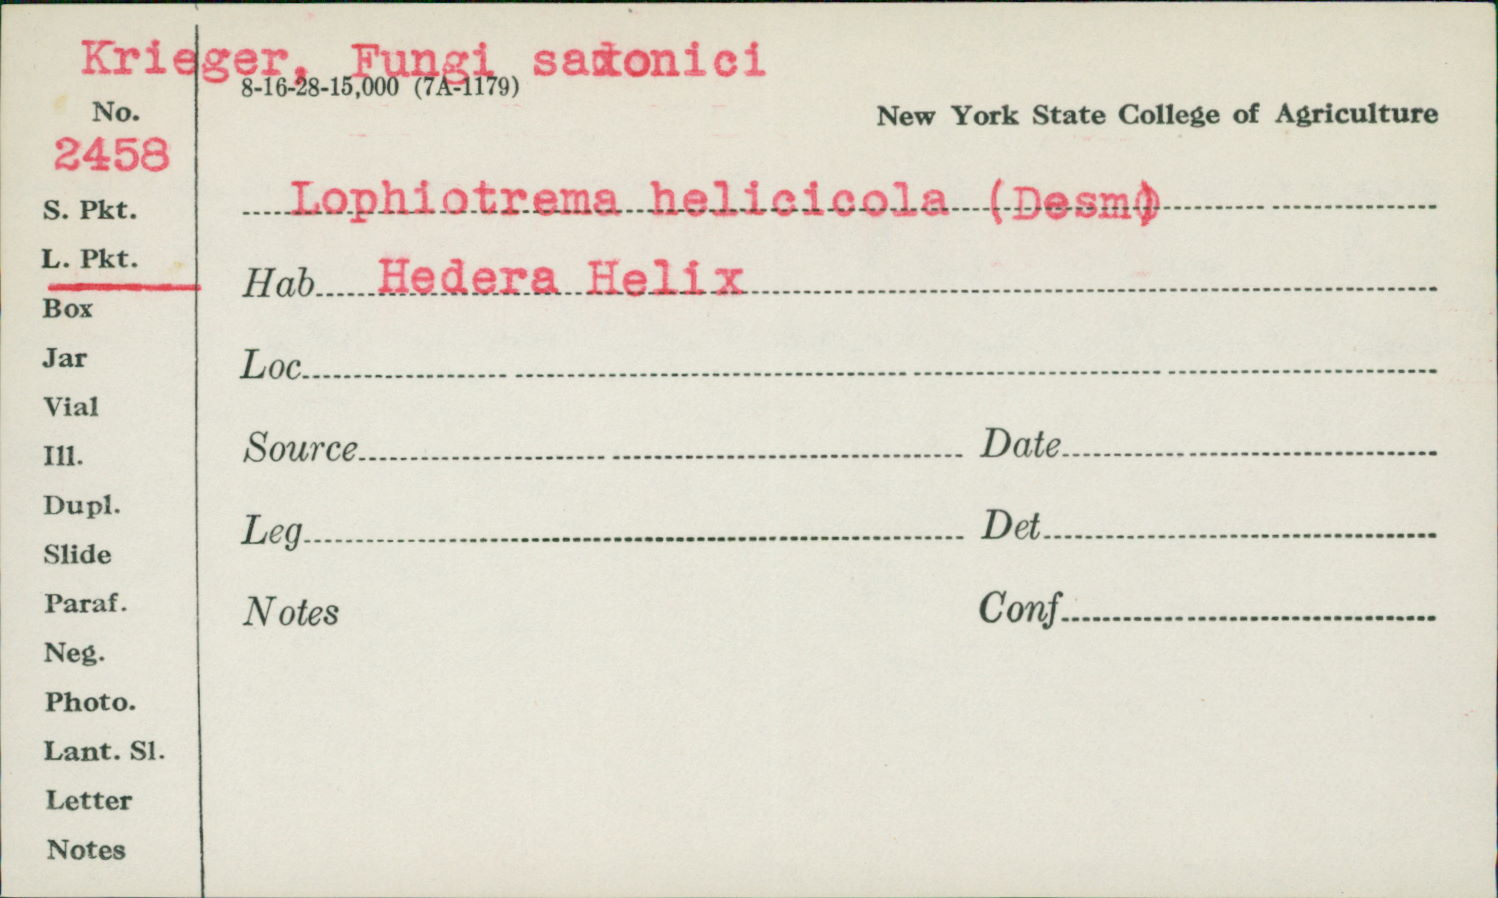 Krieger, Fungi saxonici
8-16-28-15,000 (7A-1179)
No.
New York State College of Agriculture
2458
S. Pkt.
Lophiotrema helicicola (Desm)
L. Pkt.
Hab Hedera Helix
Box
Jar
Loc
Vial
Ill.
Source Date
Dupl.
Leg Det
Slide
Paraf.
Notes Conf
Neg.
Photo.
Lant. Sl.
Letter
Notes